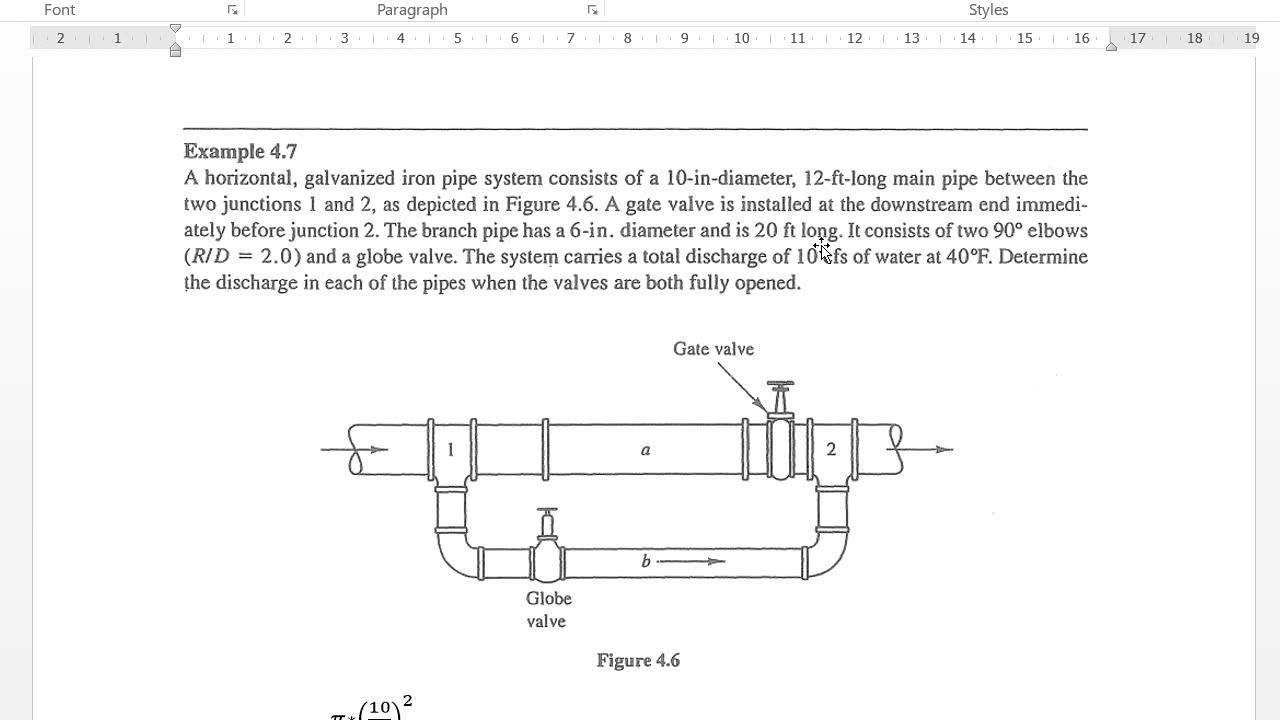 Font Paragraph Styles
2 1 1 2 3 4 5 6 7 8 9 10 11 12 13 14 15 16 17 18 19
Example 4.7
A horizontal, galvanized iron pipe system consists of a 10-in-diameter, 12-ft-long main pipe between the
two junctions 1 and 2, as depicted in Figure 4.6. A gate valve is installed at the downstream end immedi-
ately before junction 2. The branch pipe has a 6-in. diameter and is 20 ft long. It consists of two 90° elbows
(R/D = 2.0) and a globe valve. The system carries a total discharge of 10 cfs of water at 40°F. Determine
the discharge in each of the pipes when the valves are both fully opened.
Gate valve
1 a 2
b
Globe
valve
Figure 4.6
π*(10)²